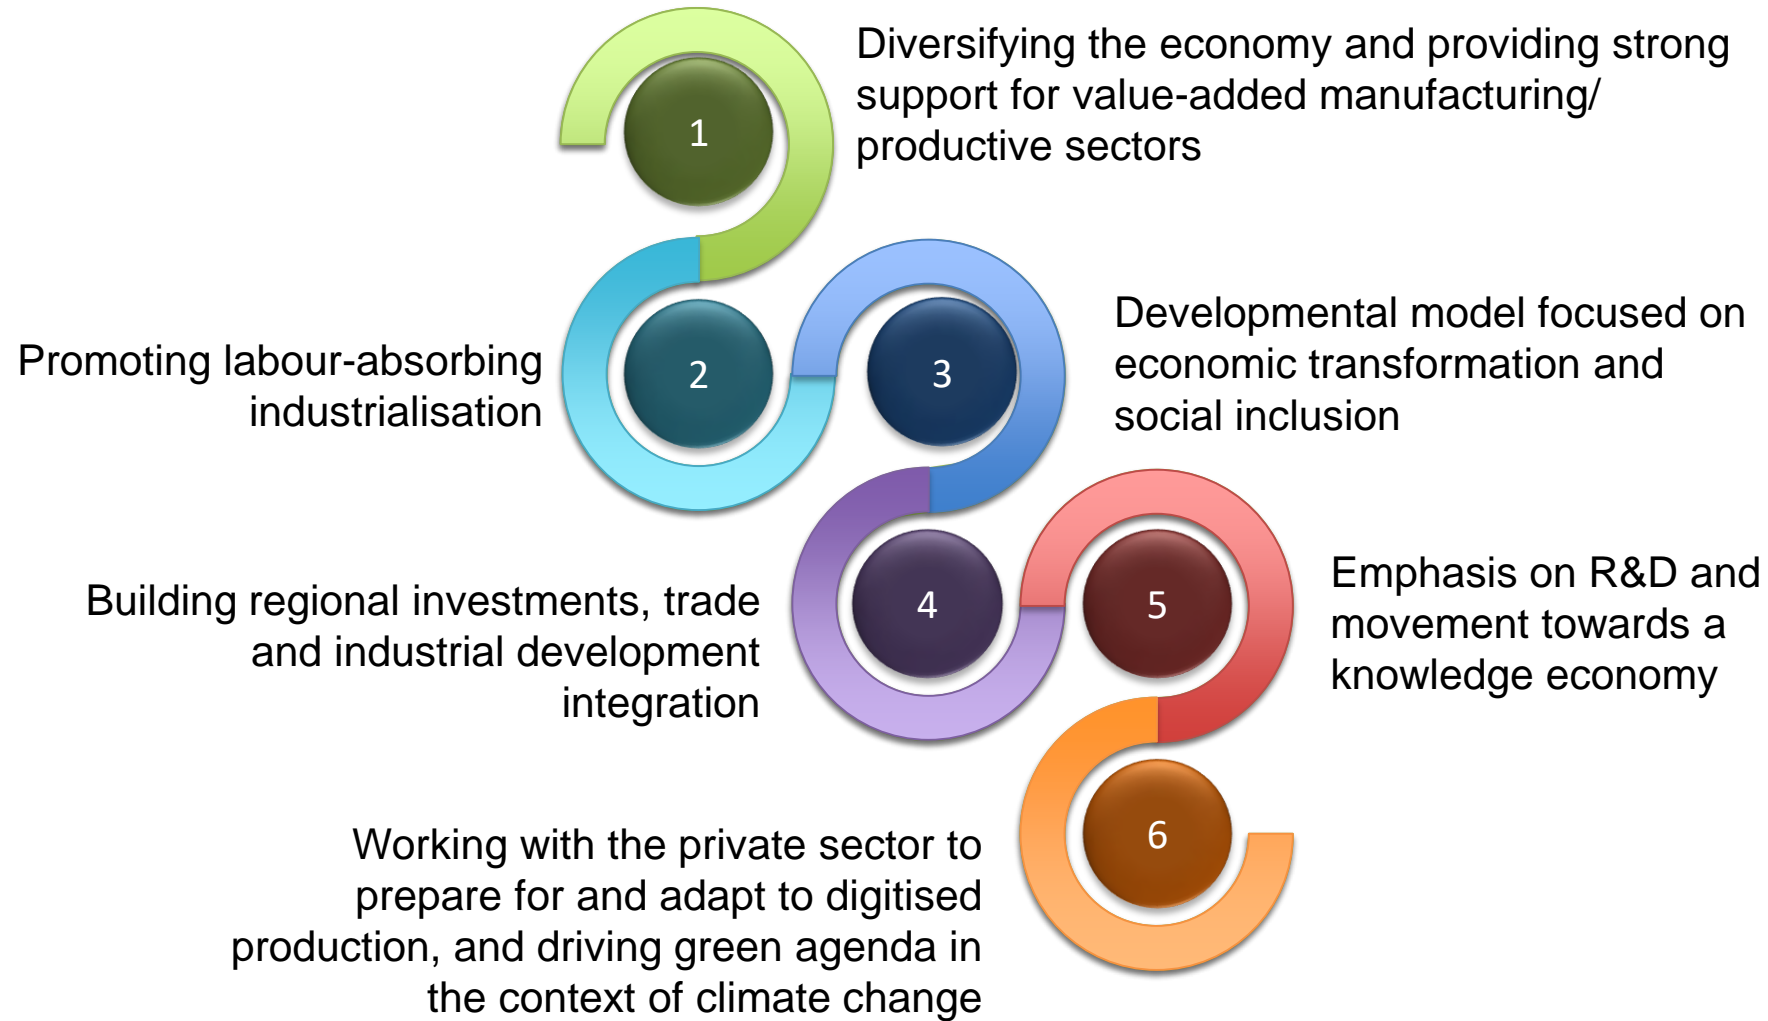 1
Diversifying the economy and providing strong
support for value-added manufacturing/
productive sectors
2
Promoting labour-absorbing
industrialisation
3
Developmental model focused on
economic transformation and
social inclusion
4
Building regional investments, trade
and industrial development
integration
5
Emphasis on R&D and
movement towards a
knowledge economy
6
Working with the private sector to
prepare for and adapt to digitised
production, and driving green agenda in
the context of climate change